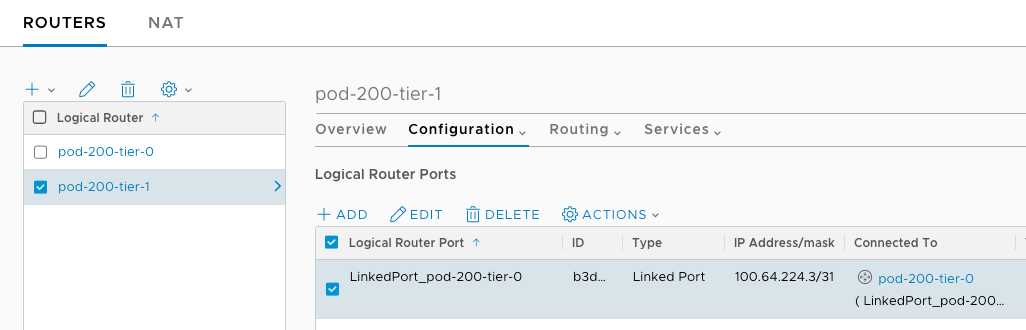 ROUTERS NAT
pod-200-tier-1
Overview Configuration Routing Services
Logical Router Ports
Logical Router ↑
pod-200-tier-0
pod-200-tier-1
+ ADD EDIT DELETE ACTIONS
Logical Router Port ↑ ID Type IP Address/mask Connected To
LinkedPort_pod-200-tier-0 b3d... Linked Port 100.64.224.3/31 pod-200-tier-0
( LinkedPort_pod-200...